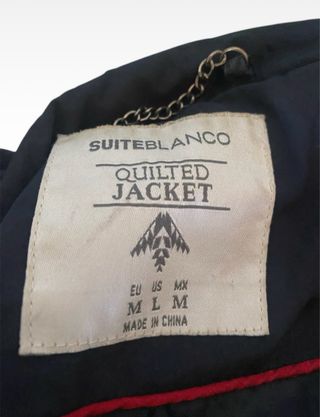 SUITEBLANCO
QUILTED
JACKET
EU US MX
M L M
MADE IN CHINA